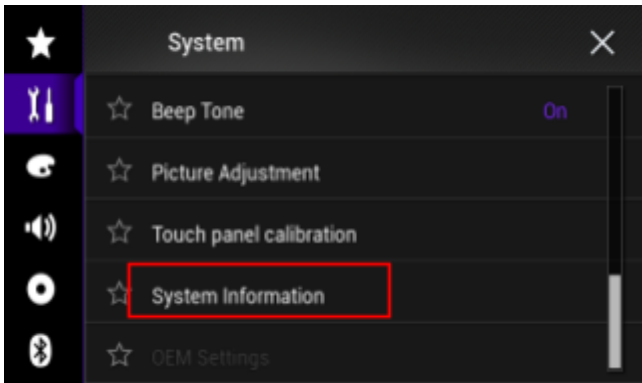 System
Beep Tone On
Picture Adjustment
Touch panel calibration
System Information
OEM Settings